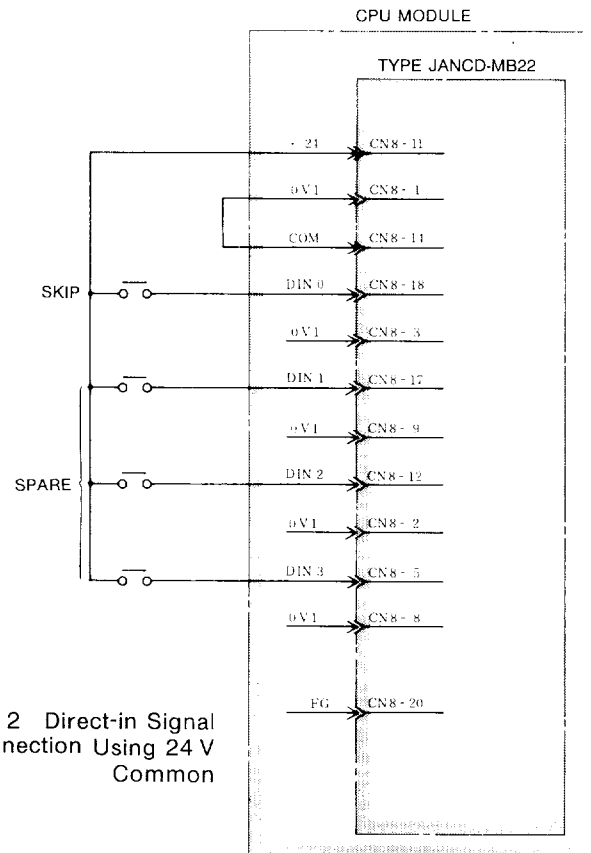 CPU MODULE
TYPE JANCD-MB22
24 CN8-11
0V1 CN8-1
COM CN8-14
SKIP DIN 0 CN8-18
0V1 CN8-3
DIN 1 CN8-17
0V1 CN8-9
SPARE DIN 2 CN8-12
0V1 CN8-2
DIN 3 CN8-5
0V1 CN8-8
FG CN8-20
2 Direct-in Signal
nection Using 24 V
Common